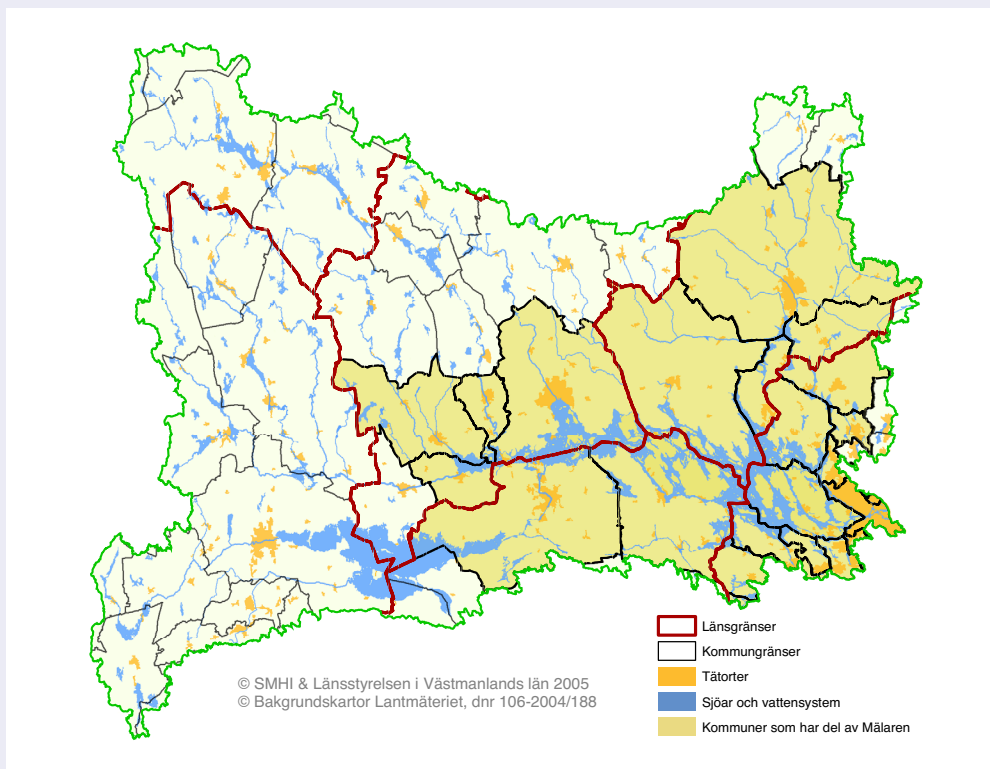 Länsgränser
Kommungränser
Tätorter
Sjöar och vattensystem
Kommuner som har del av Mälaren
© SMHI & Länsstyrelsen i Västmanlands län 2005
© Bakgrundskartor Lantmäteriet, dnr 106-2004/188